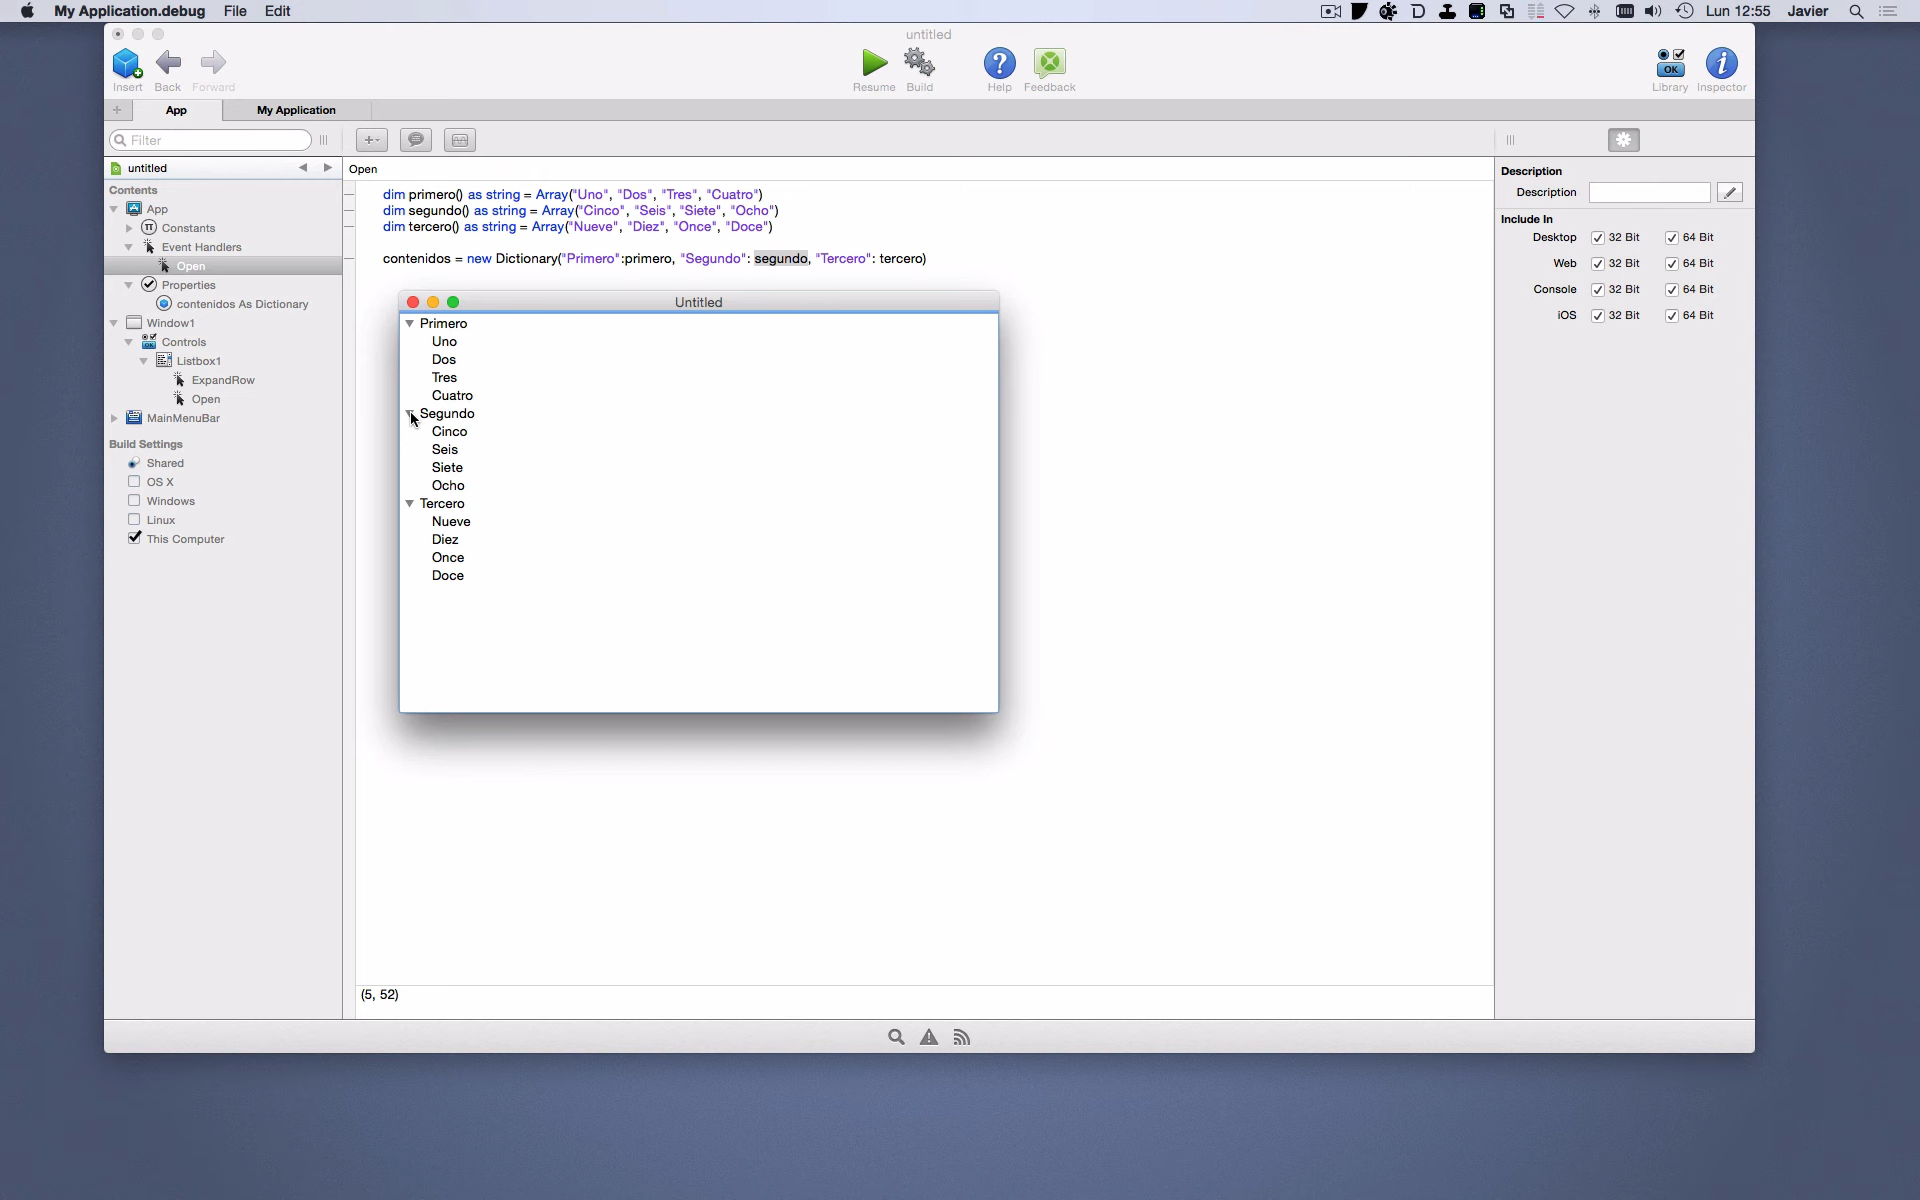 My Application.debug File Edit Lun 12:55 Javier
untitled
Insert Back Forward Resume Build Help Feedback Library Inspector
OK
App My Application
Filter
untitled
Open
Contents
App
Constants
Event Handlers
Open
Properties
contenidos As Dictionary
Window1
Controls
Listbox1
ExpandRow
Open
MainMenuBar
Build Settings
Shared
OS X
Windows
Linux
This Computer
dim primero() as string = Array("Uno", "Dos", "Tres", "Cuatro")
dim segundo() as string = Array("Cinco", "Seis", "Siete", "Ocho")
dim tercero() as string = Array("Nueve", "Diez", "Once", "Doce")
contenidos = new Dictionary("Primero":primero, "Segundo": segundo, "Tercero": tercero)
Untitled
Primero
Uno
Dos
Tres
Cuatro
Segundo
Cinco
Seis
Siete
Ocho
Tercero
Nueve
Diez
Once
Doce
(5, 52)
Description
Description
Include In
Desktop 32 Bit 64 Bit
Web 32 Bit 64 Bit
Console 32 Bit 64 Bit
iOS 32 Bit 64 Bit